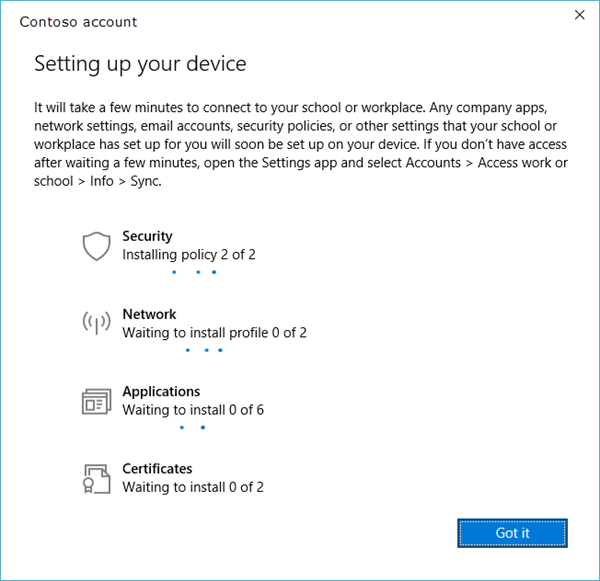 Contoso account
Setting up your device
It will take a few minutes to connect to your school or workplace. Any company apps,
network settings, email accounts, security policies, or other settings that your school or
workplace has set up for you will soon be set up on your device. If you don't have access
after waiting a few minutes, open the Settings app and select Accounts > Access work or
school > Info > Sync.
Security
Installing policy 2 of 2
Network
Waiting to install profile 0 of 2
Applications
Waiting to install 0 of 6
Certificates
Waiting to install 0 of 2
Got it